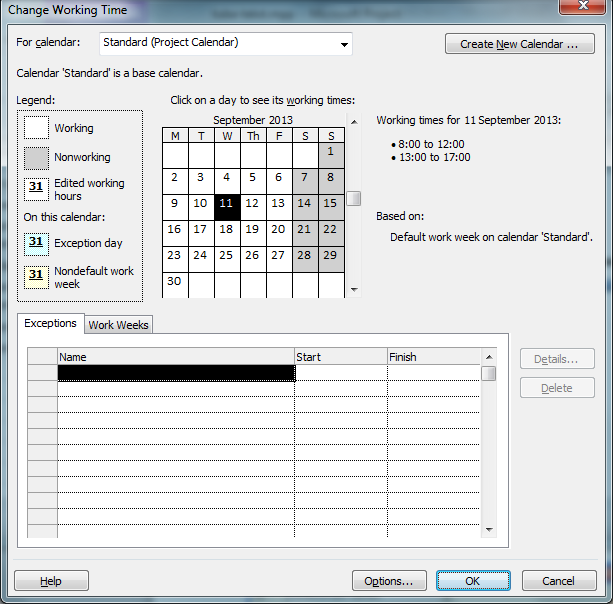 Change Working Time
For calendar: Standard (Project Calendar) Create New Calendar ...
Calendar 'Standard' is a base calendar.
Legend:
Working
Nonworking
31 Edited working
hours
On this calendar:
31 Exception day
31 Nondefault work
week
Click on a day to see its working times:
September 2013
M T W Th F S S
1
2 3 4 5 6 7 8
9 10 11 12 13 14 15
16 17 18 19 20 21 22
23 24 25 26 27 28 29
30
Working times for 11 September 2013:
• 8:00 to 12:00
• 13:00 to 17:00
Based on:
Default work week on calendar 'Standard'.
Exceptions Work Weeks
Name Start Finish
Details...
Delete
Help Options... OK Cancel